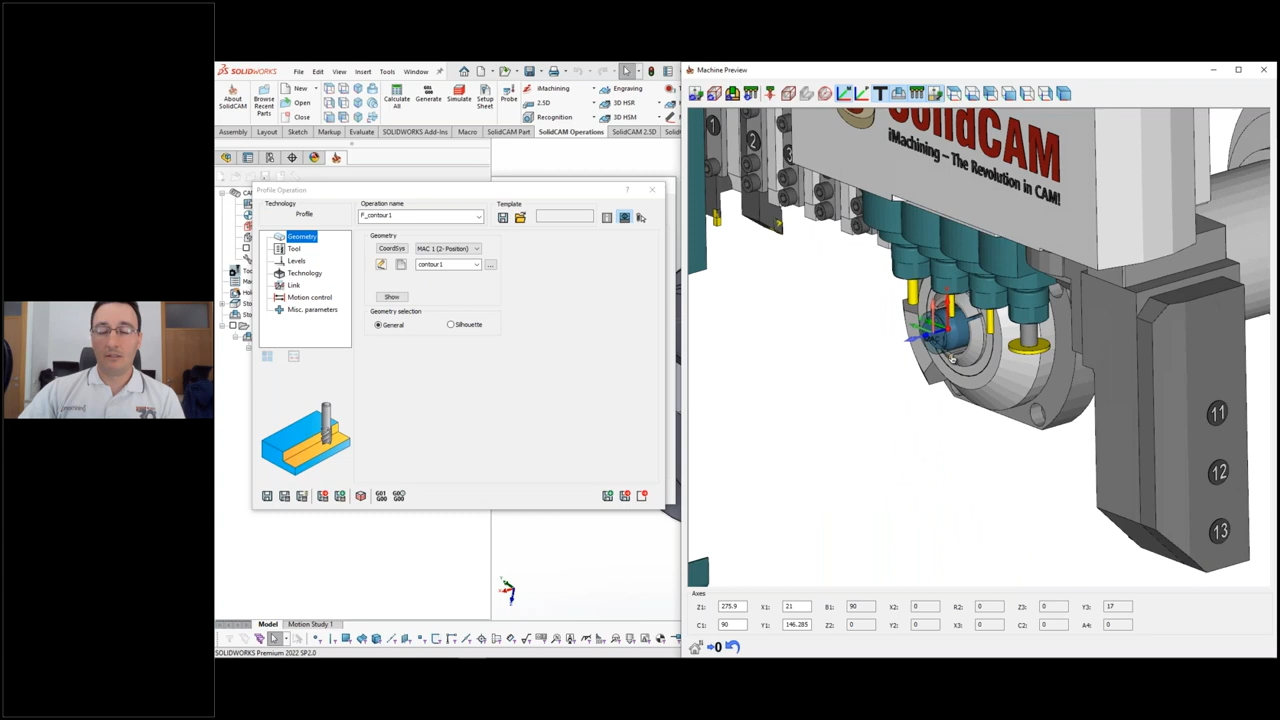 SOLIDWORKS File Edit View Insert Tools Window
Machine Preview
About SolidCAM
Browse Recent Parts
New
Open
Close
Calculate All
Generate
Simulate
Setup Sheet
Probe
iMachining
2.5D
Recognition
Engraving
3D HSR
3D HSM
Assembly Layout Sketch Markup Evaluate SOLIDWORKS Add-Ins Macro SolidCAM Part SolidCAM Operations SolidCAM 2.5D
Profile Operation
Technology
Profile
Operation name
P_contour1
Template
Geometry
Tool
Levels
Technology
Link
Motion control
Misc. parameters
Geometry
CoordSys
MAC 1 (2- Position)
contour1
Show
Geometry selection
General
Silhouette
G01 G00
Model Motion Study 1
SOLIDWORKS Premium 2022 SP2.0
1
2
3
SolidCAM
iMachining – The Revolution in CAM!
11
12
13
Axes
Z1: 275.9 X1: 21 B1: 90 X2: 0 R2: 0 Z3: 0 Y3: 17
C1: 90 Y1: 146.285 Z2: 0 Y2: 0 X3: 0 C2: 0 A4: 0